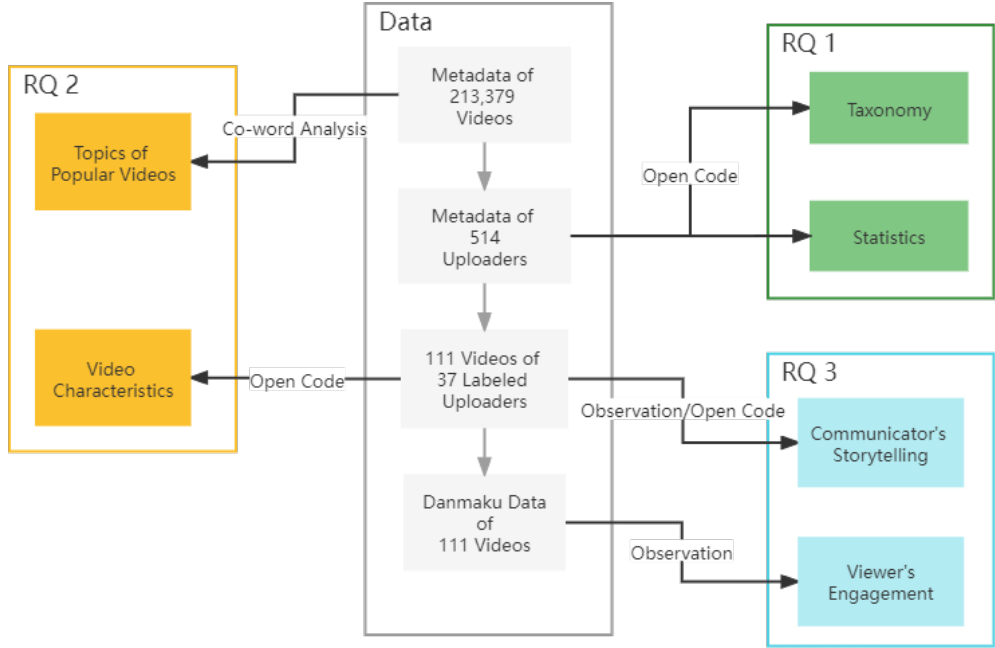 Data
Metadata of
213,379
Videos
Metadata of
514
Uploaders
111 Videos of
37 Labeled
Uploaders
Danmaku Data
of
111 Videos
RQ 2
Topics of
Popular Videos
Video
Characteristics
Co-word Analysis
Open Code
RQ 1
Taxonomy
Statistics
Open Code
RQ 3
Communicator's
Storytelling
Viewer's
Engagement
Observation/Open Code
Observation